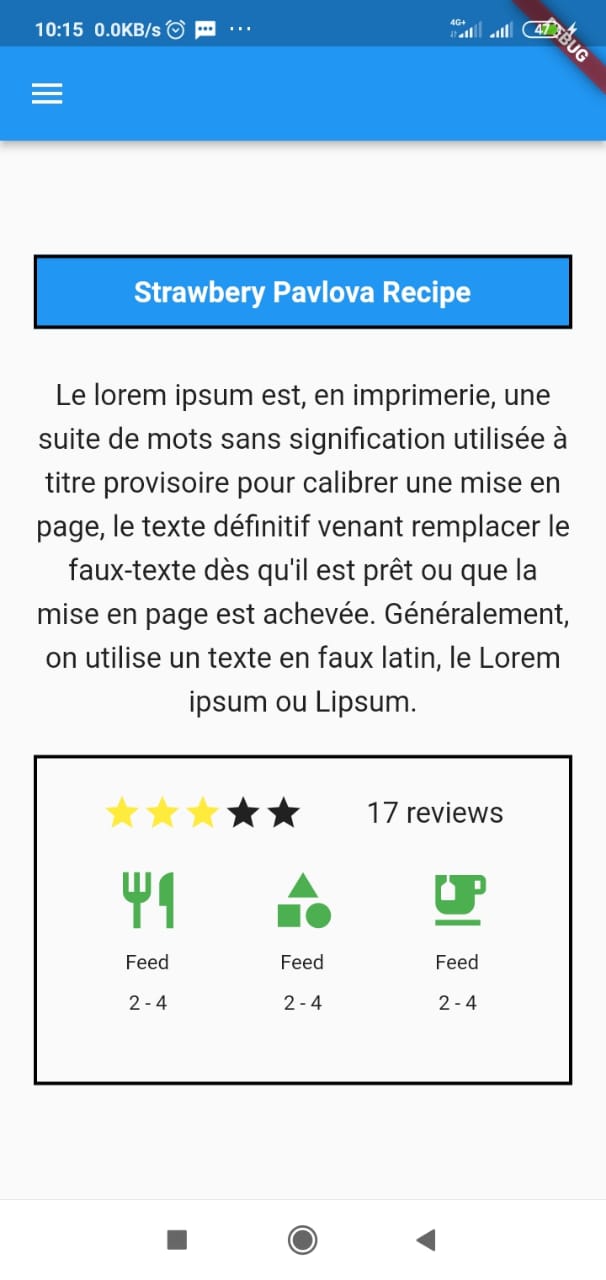 10:15 0.0KB/s ...
4G+
47
DEBUG
Strawbery Pavlova Recipe
Le lorem ipsum est, en imprimerie, une
suite de mots sans signification utilisée à
titre provisoire pour calibrer une mise en
page, le texte définitif venant remplacer le
faux-texte dès qu'il est prêt ou que la
mise en page est achevée. Généralement,
on utilise un texte en faux latin, le Lorem
ipsum ou Lipsum.
17 reviews
Feed Feed Feed
2 - 4 2 - 4 2 - 4